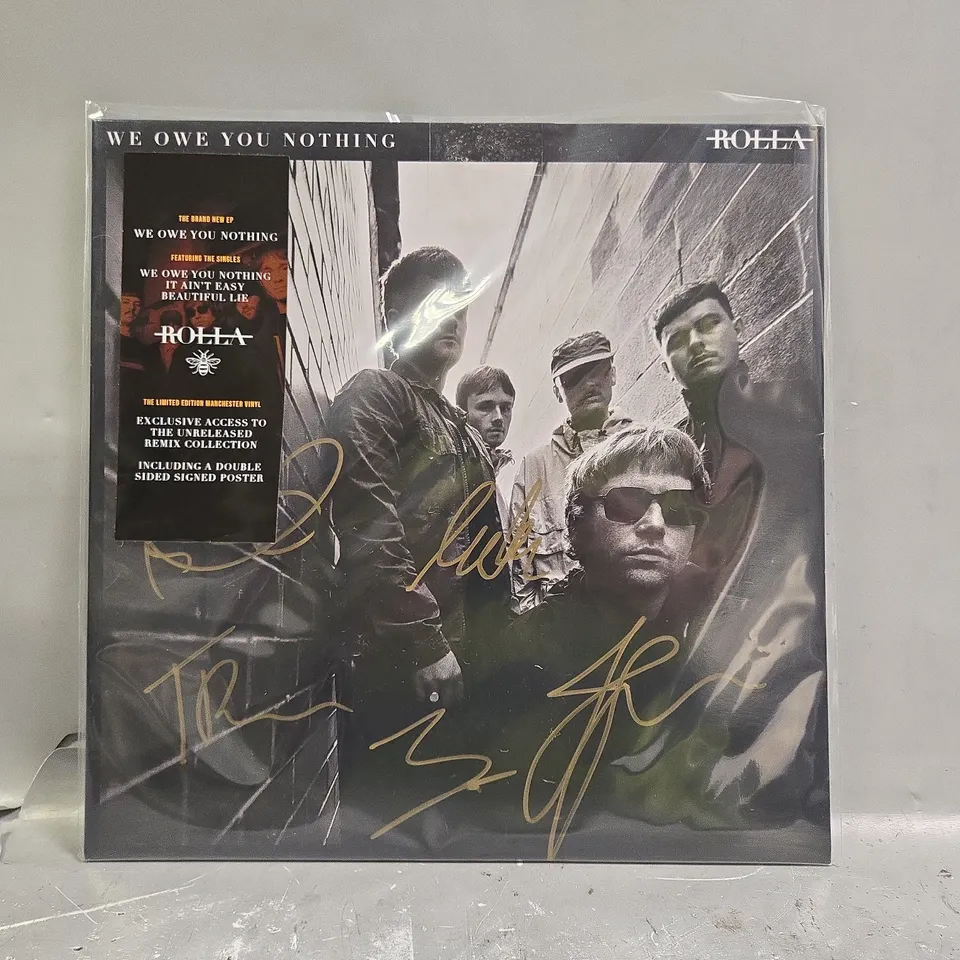 WE OWE YOU NOTHING
ROLLA
THE BRAND NEW EP
WE OWE YOU NOTHING
FEATURING THE SINGLES
WE OWE YOU NOTHING
IT AIN'T EASY
BEAUTIFUL LIE
ROLLA
THE LIMITED EDITION MANCHESTER VINYL
EXCLUSIVE ACCESS TO
THE UNRELEASED
REMIX COLLECTION
INCLUDING A DOUBLE
SIDED SIGNED POSTER